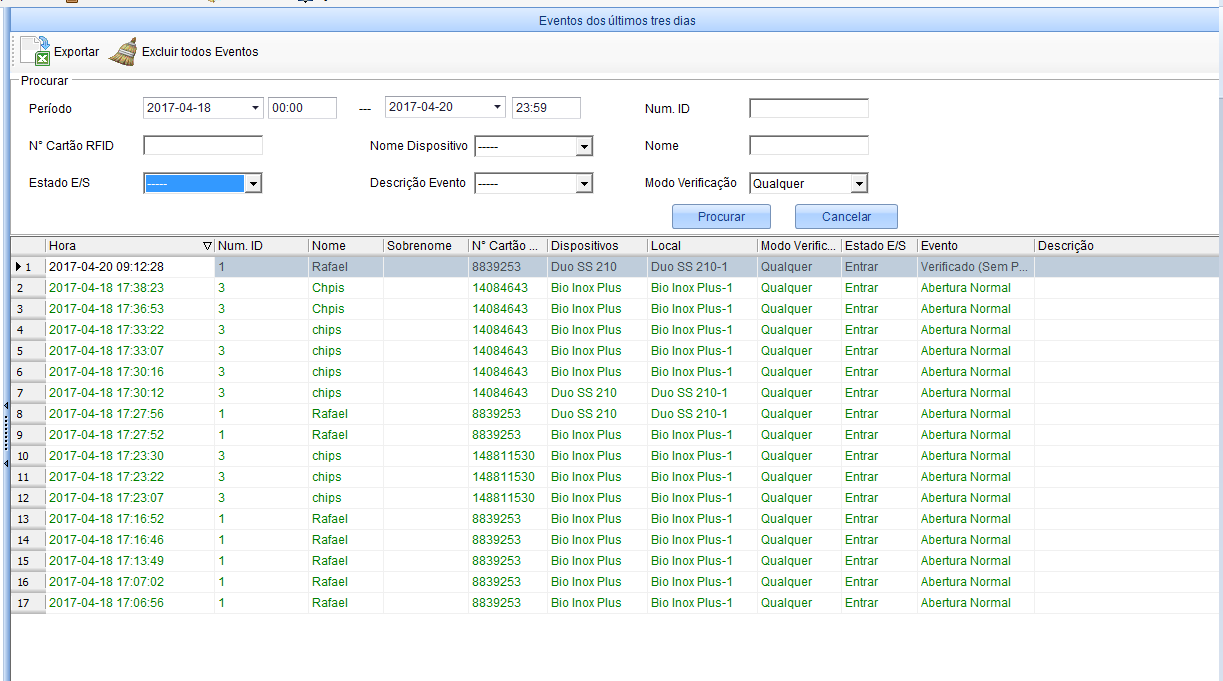 Eventos dos últimos tres dias
Exportar Excluir todos Eventos
Procurar
Período 2017-04-18 00:00 --- 2017-04-20 23:59 Num. ID
N° Cartão RFID Nome Dispositivo ----- Nome
Estado E/S ----- Descrição Evento ----- Modo Verificação Qualquer
Procurar Cancelar
Hora Num. ID Nome Sobrenome N° Cartão ... Dispositivos Local Modo Verific... Estado E/S Evento Descrição
1 2017-04-20 09:12:28 1 Rafael 8839253 Duo SS 210 Duo SS 210-1 Qualquer Entrar Verificado (Sem P...
2 2017-04-18 17:38:23 3 Chpis 14084643 Bio Inox Plus Bio Inox Plus-1 Qualquer Entrar Abertura Normal
3 2017-04-18 17:36:53 3 Chpis 14084643 Bio Inox Plus Bio Inox Plus-1 Qualquer Entrar Abertura Normal
4 2017-04-18 17:33:22 3 chips 14084643 Bio Inox Plus Bio Inox Plus-1 Qualquer Entrar Abertura Normal
5 2017-04-18 17:33:07 3 chips 14084643 Bio Inox Plus Bio Inox Plus-1 Qualquer Entrar Abertura Normal
6 2017-04-18 17:30:16 3 chips 14084643 Bio Inox Plus Bio Inox Plus-1 Qualquer Entrar Abertura Normal
7 2017-04-18 17:30:12 3 chips 14084643 Duo SS 210 Duo SS 210-1 Qualquer Entrar Abertura Normal
8 2017-04-18 17:27:56 1 Rafael 8839253 Duo SS 210 Duo SS 210-1 Qualquer Entrar Abertura Normal
9 2017-04-18 17:27:52 1 Rafael 8839253 Bio Inox Plus Bio Inox Plus-1 Qualquer Entrar Abertura Normal
10 2017-04-18 17:23:30 3 chips 148811530 Bio Inox Plus Bio Inox Plus-1 Qualquer Entrar Abertura Normal
11 2017-04-18 17:23:22 3 chips 148811530 Bio Inox Plus Bio Inox Plus-1 Qualquer Entrar Abertura Normal
12 2017-04-18 17:23:07 3 chips 148811530 Bio Inox Plus Bio Inox Plus-1 Qualquer Entrar Abertura Normal
13 2017-04-18 17:16:52 1 Rafael 8839253 Bio Inox Plus Bio Inox Plus-1 Qualquer Entrar Abertura Normal
14 2017-04-18 17:16:46 1 Rafael 8839253 Bio Inox Plus Bio Inox Plus-1 Qualquer Entrar Abertura Normal
15 2017-04-18 17:13:49 1 Rafael 8839253 Bio Inox Plus Bio Inox Plus-1 Qualquer Entrar Abertura Normal
16 2017-04-18 17:07:02 1 Rafael 8839253 Bio Inox Plus Bio Inox Plus-1 Qualquer Entrar Abertura Normal
17 2017-04-18 17:06:56 1 Rafael 8839253 Bio Inox Plus Bio Inox Plus-1 Qualquer Entrar Abertura Normal